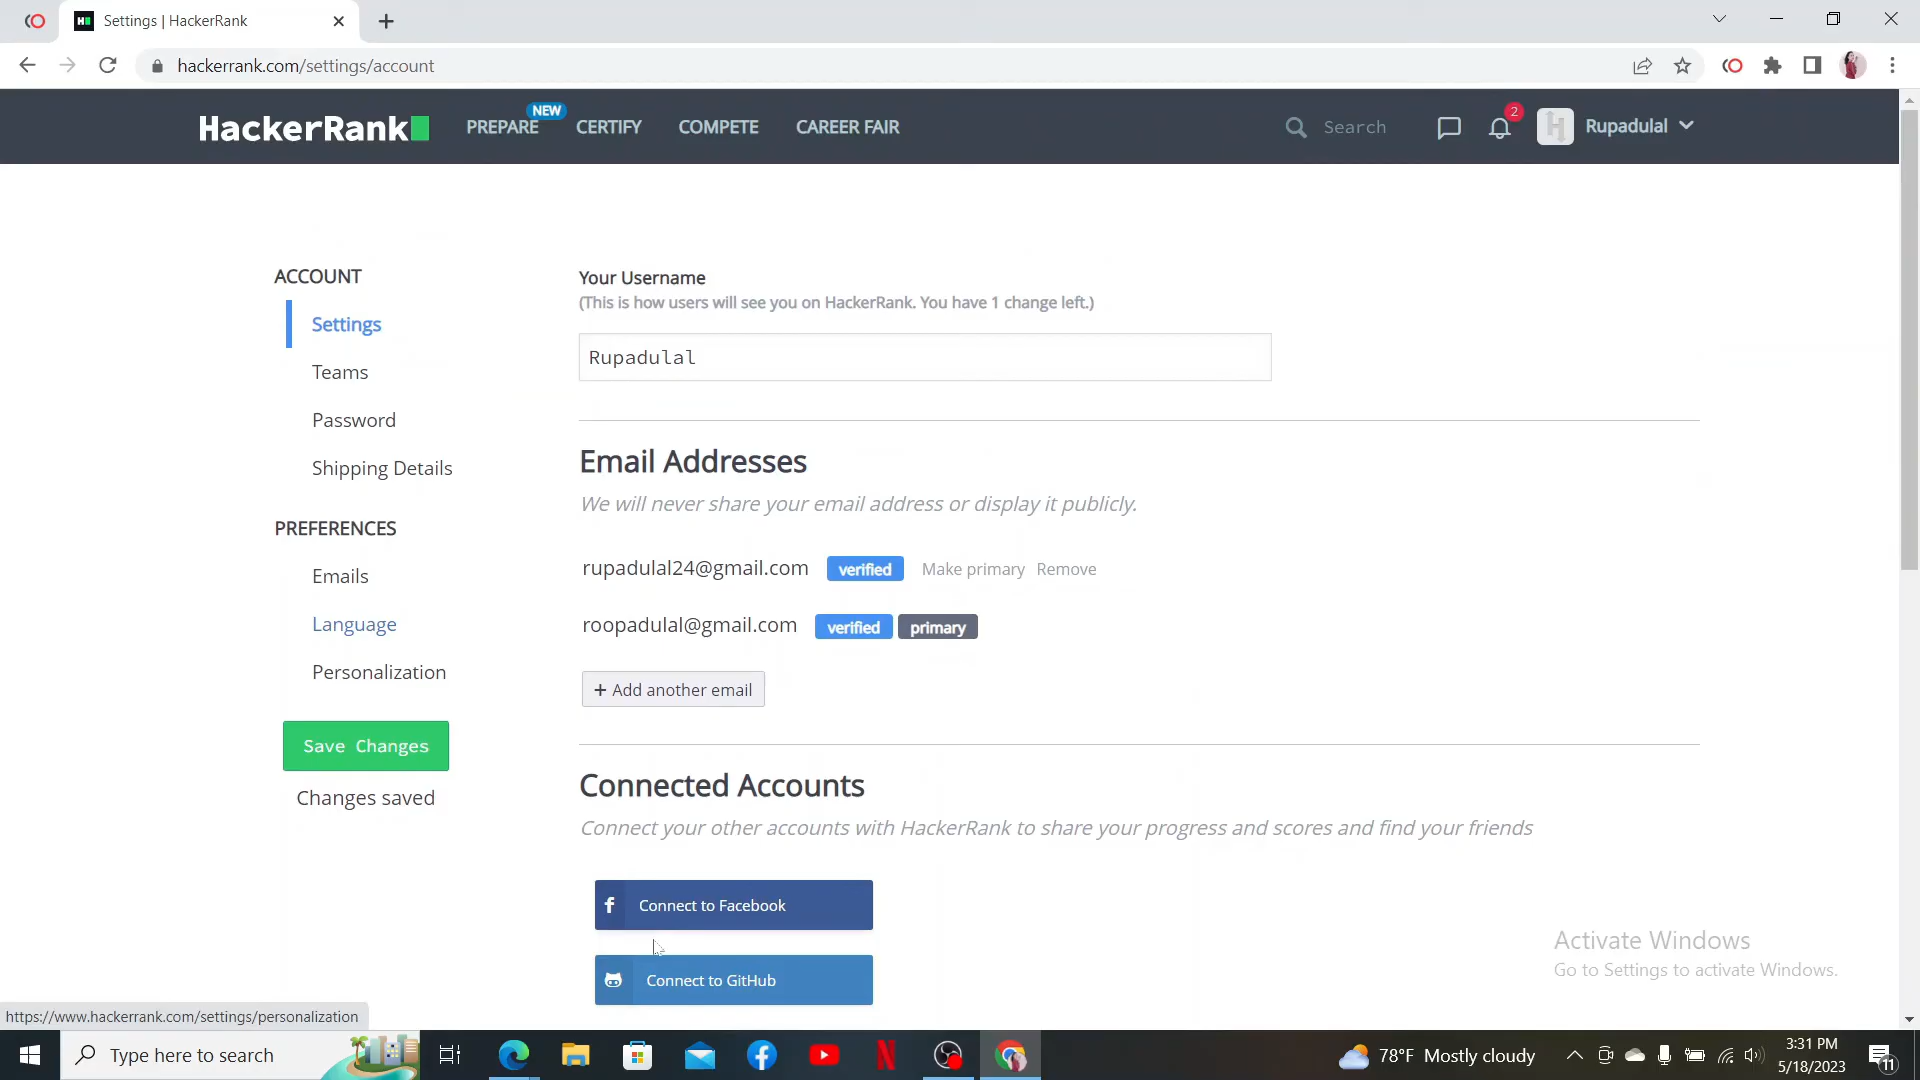 Settings | HackerRank
hackerrank.com/settings/account
HackerRank
PREPARE
NEW
CERTIFY
COMPETE
CAREER FAIR
Search
2
Rupadulal
ACCOUNT
Settings
Teams
Password
Shipping Details
PREFERENCES
Emails
Language
Personalization
Save Changes
Changes saved
Your Username
(This is how users will see you on HackerRank. You have 1 change left.)
Rupadulal
Email Addresses
We will never share your email address or display it publicly.
rupadulal24@gmail.com verified Make primary Remove
roopadulal@gmail.com verified primary
+ Add another email
Connected Accounts
Connect your other accounts with HackerRank to share your progress and scores and find your friends
Connect to Facebook
Connect to GitHub
Activate Windows
Go to Settings to activate Windows.
https://www.hackerrank.com/settings/personalization
Type here to search
78°F Mostly cloudy
3:31 PM
5/18/2023
11